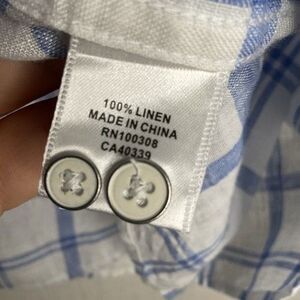 100% LINEN
MADE IN CHINA
RN100308
CA40339